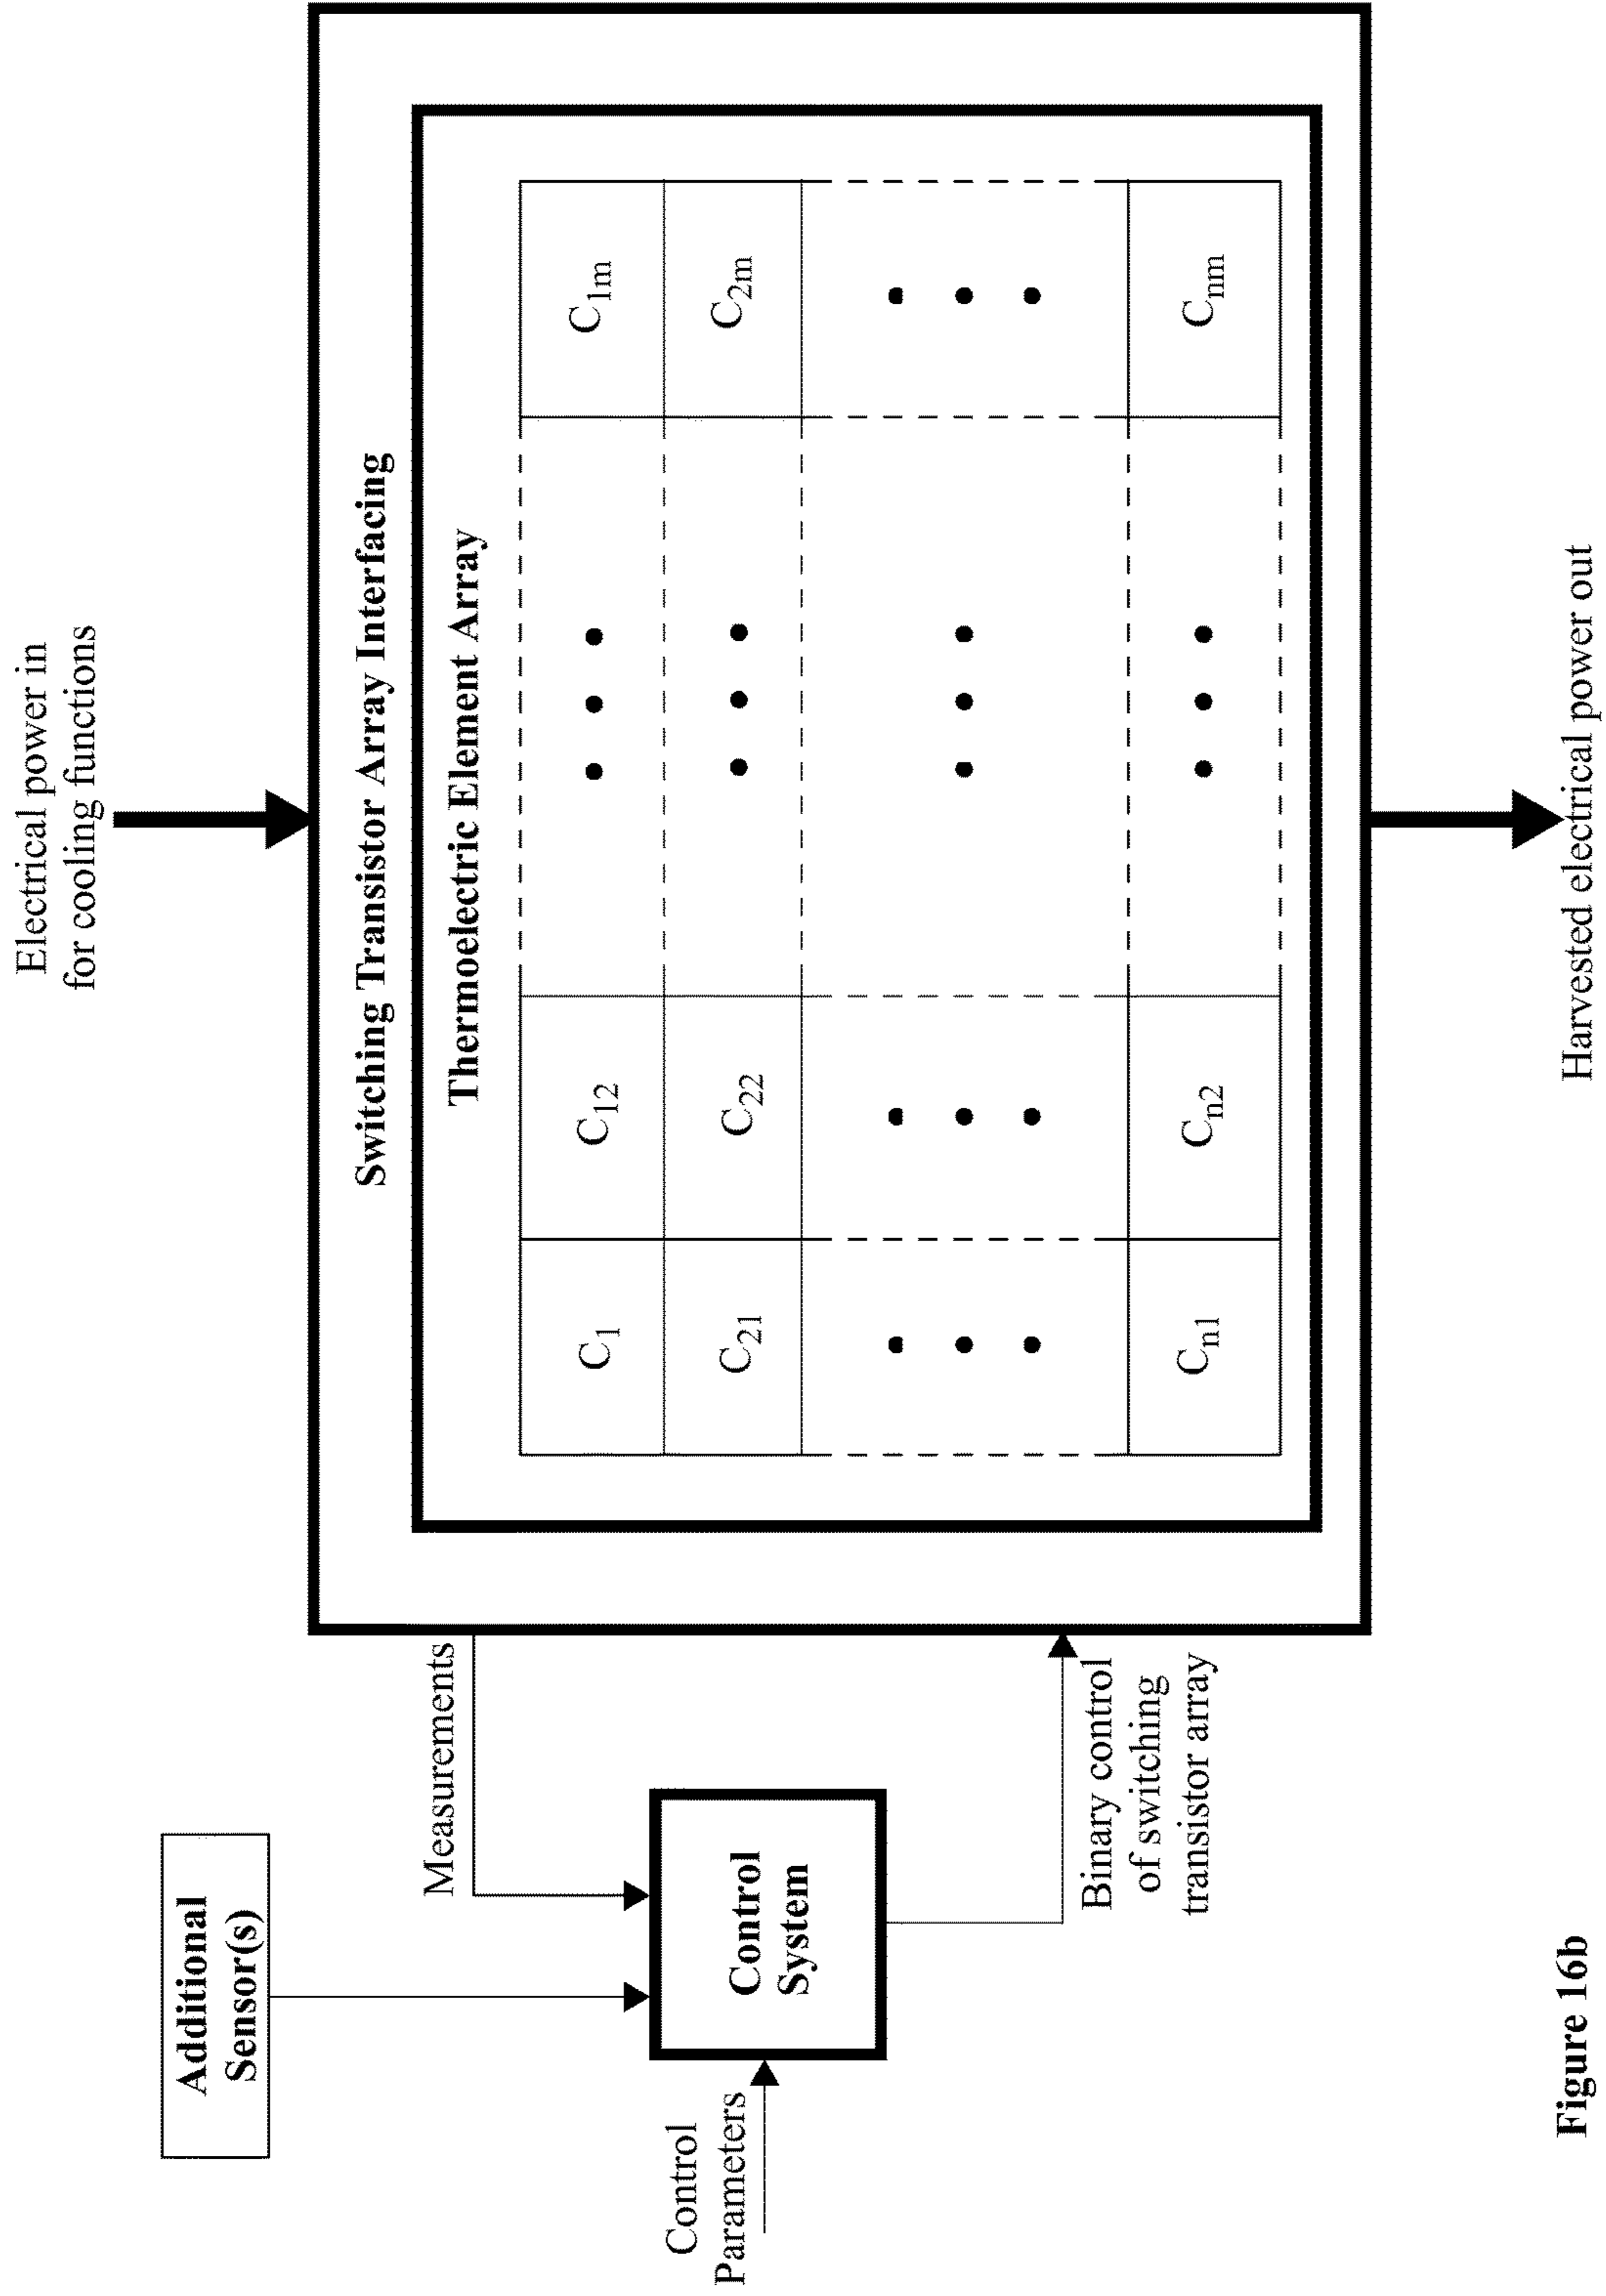 Electrical power in
for cooling functions
Additional
Sensor(s)
Measurements
Switching Transistor Array Interfacing
Thermoelectric Element Array
C1 C12 C1m
C21 C22 C2m
Cn1 Cn2 Cnm
Control
Parameters
Control
System
Binary control
of switching
transistor array
Harvested electrical power out
Figure 16b